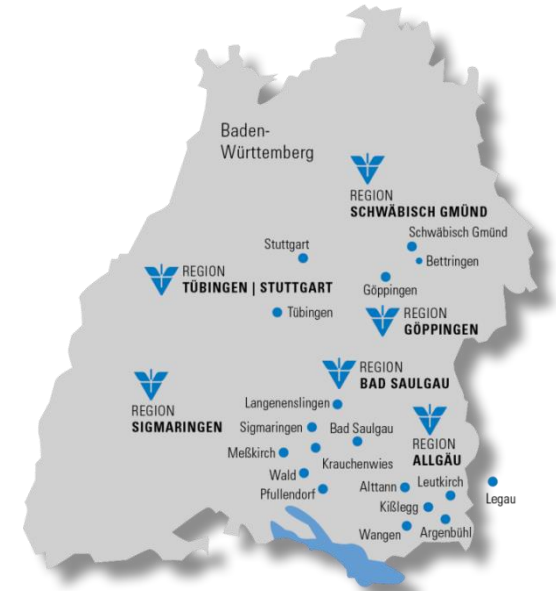 Baden-
Württemberg
REGION
SCHWÄBISCH GMÜND
Schwäbisch Gmünd
Stuttgart
Bettringen
REGION
TÜBINGEN | STUTTGART
Göppingen
Tübingen
REGION
GÖPPINGEN
REGION
BAD SAULGAU
REGION
SIGMARINGEN
Langenenslingen
Sigmaringen
Bad Saulgau
REGION
ALLGÄU
Meßkirch
Krauchenwies
Wald
Pfullendorf
Alttann
Leutkirch
Legau
Kißlegg
Wangen
Argenbühl